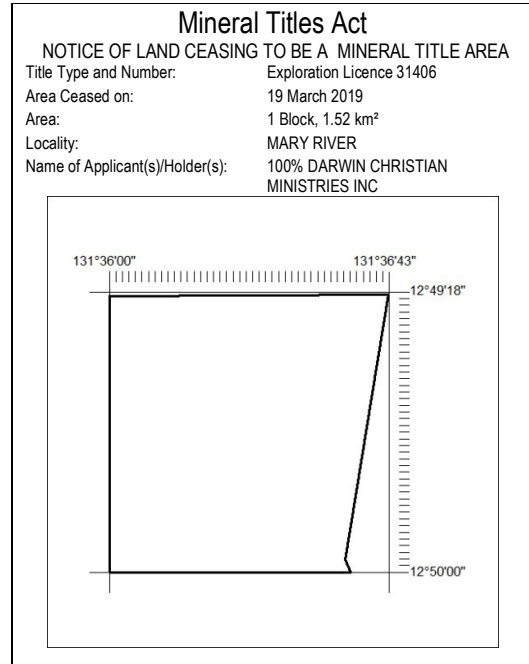 Mineral Titles Act
NOTICE OF LAND CEASING TO BE A MINERAL TITLE AREA
Title Type and Number: Exploration Licence 31406
Area Ceased on: 19 March 2019
Area: 1 Block, 1.52 km²
Locality: MARY RIVER
Name of Applicant(s)/Holder(s): 100% DARWIN CHRISTIAN
MINISTRIES INC
131°36'00" 131°36'43"
12°49'18"
12°50'00"